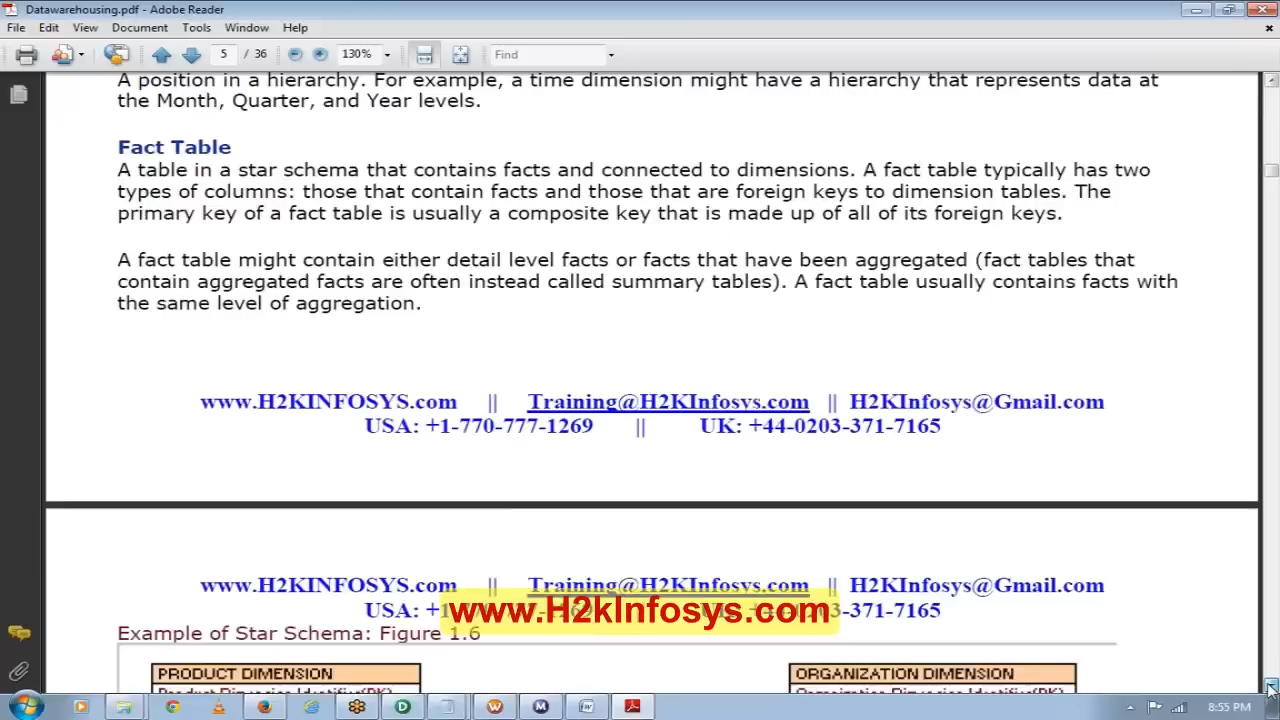 Datawarehousing.pdf - Adobe Reader
File Edit View Document Tools Window Help
5 / 36 130% Find
A position in a hierarchy. For example, a time dimension might have a hierarchy that represents data at
the Month, Quarter, and Year levels.
Fact Table
A table in a star schema that contains facts and connected to dimensions. A fact table typically has two
types of columns: those that contain facts and those that are foreign keys to dimension tables. The
primary key of a fact table is usually a composite key that is made up of all of its foreign keys.
A fact table might contain either detail level facts or facts that have been aggregated (fact tables that
contain aggregated facts are often instead called summary tables). A fact table usually contains facts with
the same level of aggregation.
www.H2KINFOSYS.com || Training@H2KInfosys.com || H2KInfosys@Gmail.com
USA: +1-770-777-1269 || UK: +44-0203-371-7165
www.H2KINFOSYS.com || Training@H2KInfosys.com || H2KInfosys@Gmail.com
USA: +1 3-371-7165
www.H2kInfosys.com
Example of Star Schema: Figure 1.6
PRODUCT DIMENSION ORGANIZATION DIMENSION
8:55 PM